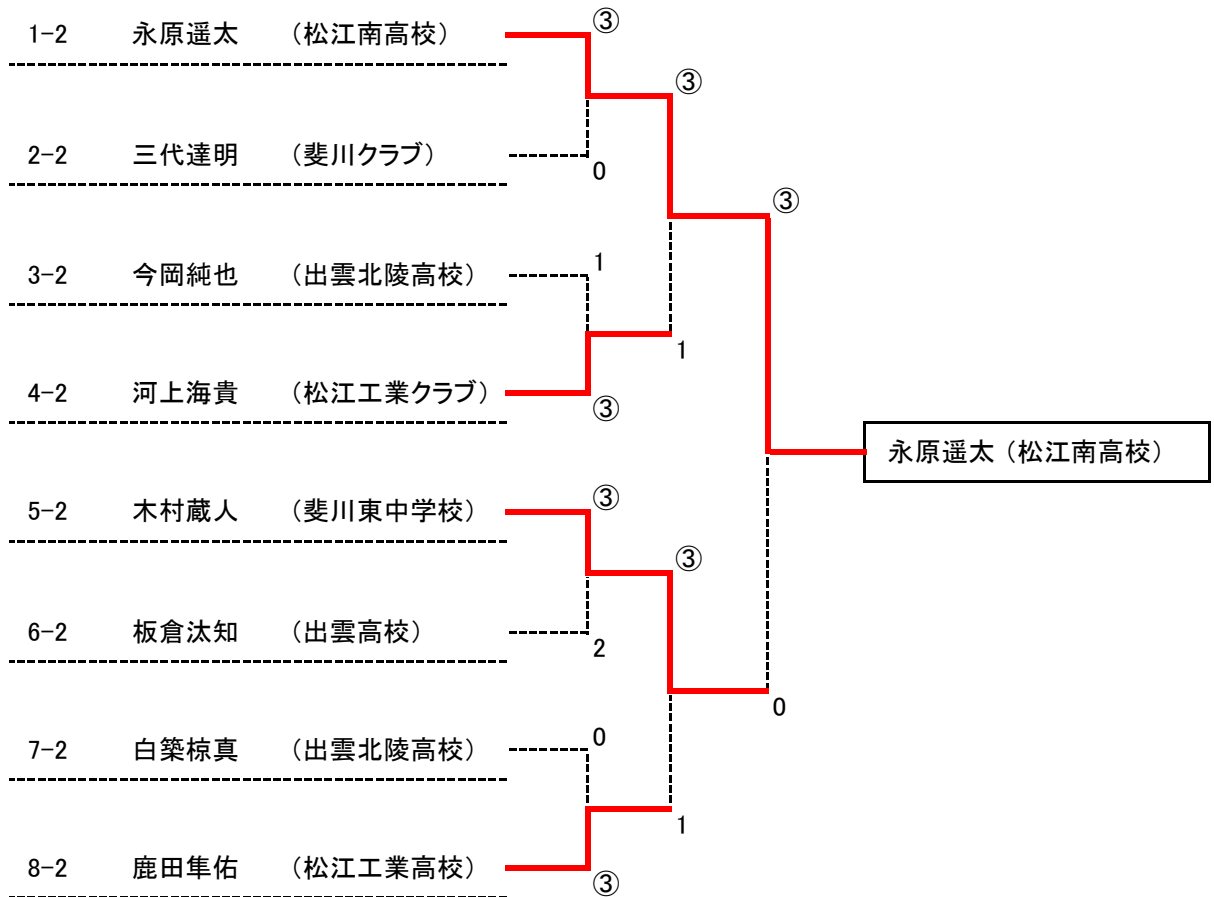 ③
1-2 永原遥太 (松江南高校)
③
2-2 三代達明 (斐川クラブ)
0
③
1
3-2 今岡純也 (出雲北陵高校)
1
4-2 河上海貴 (松江工業クラブ)
③
永原遥太 (松江南高校)
③
5-2 木村蔵人 (斐川東中学校)
③
6-2 板倉汰知 (出雲高校)
2
0
0
7-2 白築椋真 (出雲北陵高校)
1
8-2 鹿田隼佑 (松江工業高校)
③